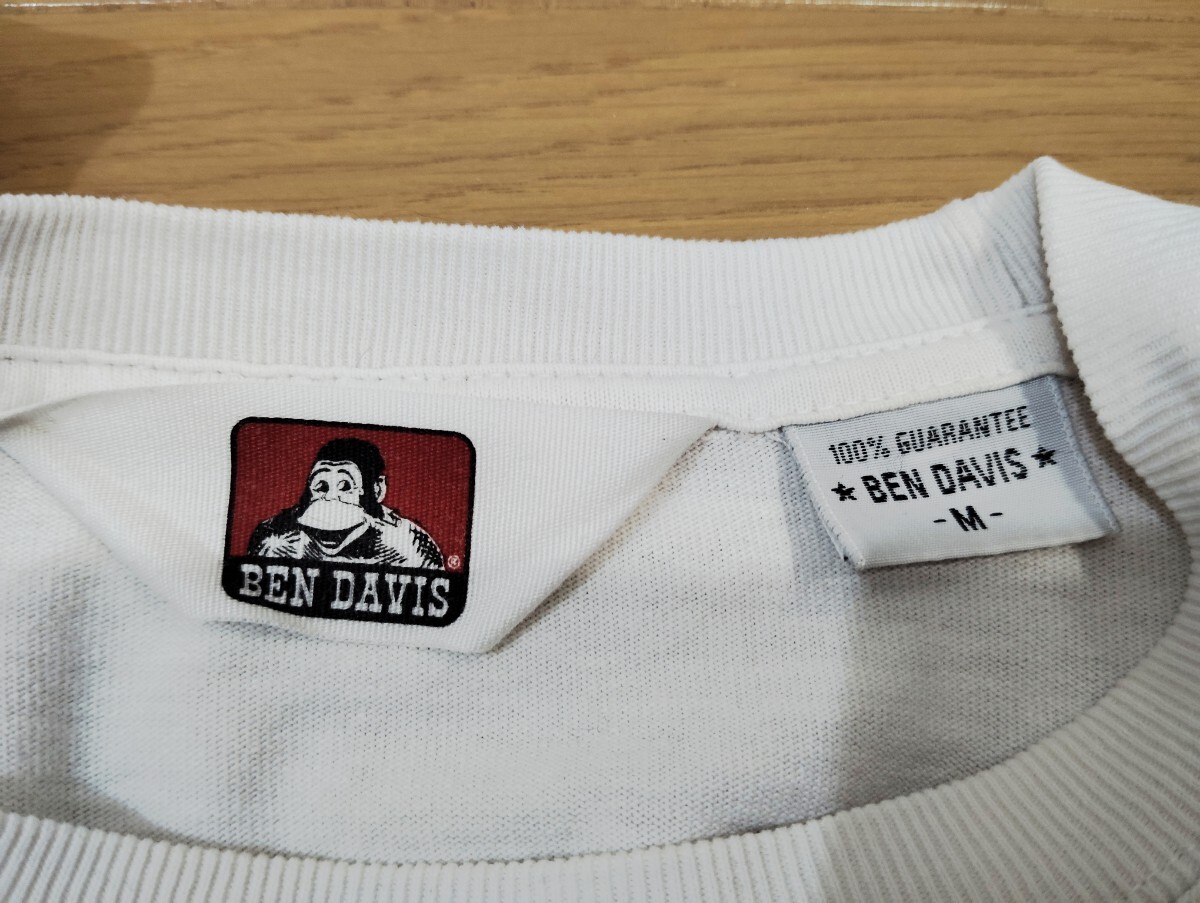 ®
BEN DAVIS
100% GUARANTEE
★ BEN DAVIS ★
- M -